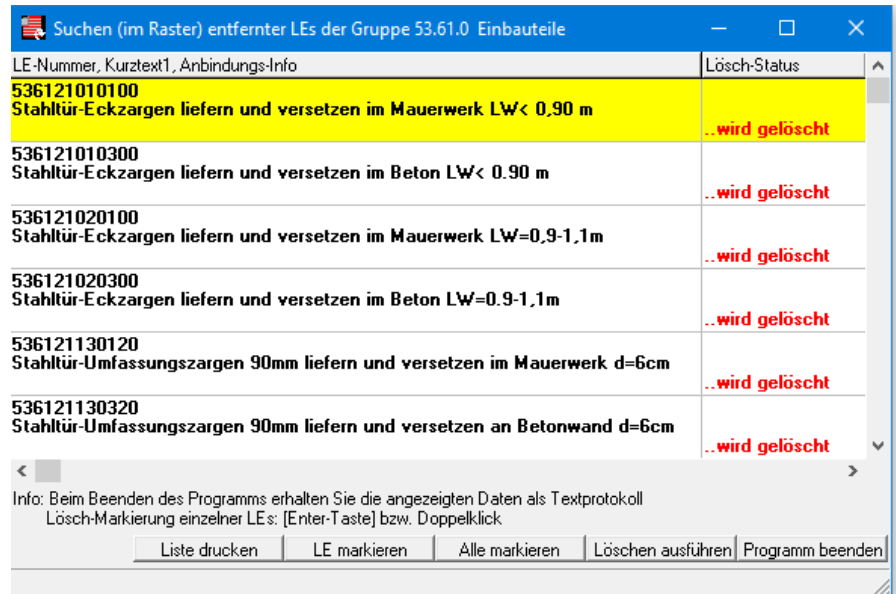 Suchen (im Raster) entfernter LEs der Gruppe 53.61.0 Einbauteile
LE-Nummer, Kurztext1, Anbindungs-Info Lösch-Status
536121010100
Stahltür-Eckzargen liefern und versetzen im Mauerwerk LW< 0,90 m
..wird gelöscht
536121010300
Stahltür-Eckzargen liefern und versetzen im Beton LW< 0.90 m
..wird gelöscht
536121020100
Stahltür-Eckzargen liefern und versetzen im Mauerwerk LW=0,9-1,1m
..wird gelöscht
536121020300
Stahltür-Eckzargen liefern und versetzen im Beton LW=0.9-1,1m
..wird gelöscht
536121130120
Stahltür-Umfassungszargen 90mm liefern und versetzen im Mauerwerk d=6cm
..wird gelöscht
536121130320
Stahltür-Umfassungszargen 90mm liefern und versetzen an Betonwand d=6cm
..wird gelöscht
Info: Beim Beenden des Programms erhalten Sie die angezeigten Daten als Textprotokoll
Lösch-Markierung einzelner LEs: [Enter-Taste] bzw. Doppelklick
Liste drucken LE markieren Alle markieren Löschen ausführen Programm beenden